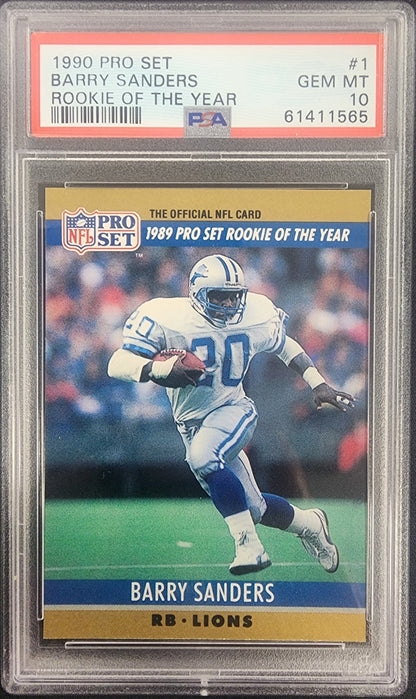 1990 PRO SET #1
BARRY SANDERS GEM MT
ROOKIE OF THE YEAR 10
PSA 61411565
THE OFFICIAL NFL CARD
NFL PRO SET
TM
1989 PRO SET ROOKIE OF THE YEAR
20
BARRY SANDERS
RB · LIONS